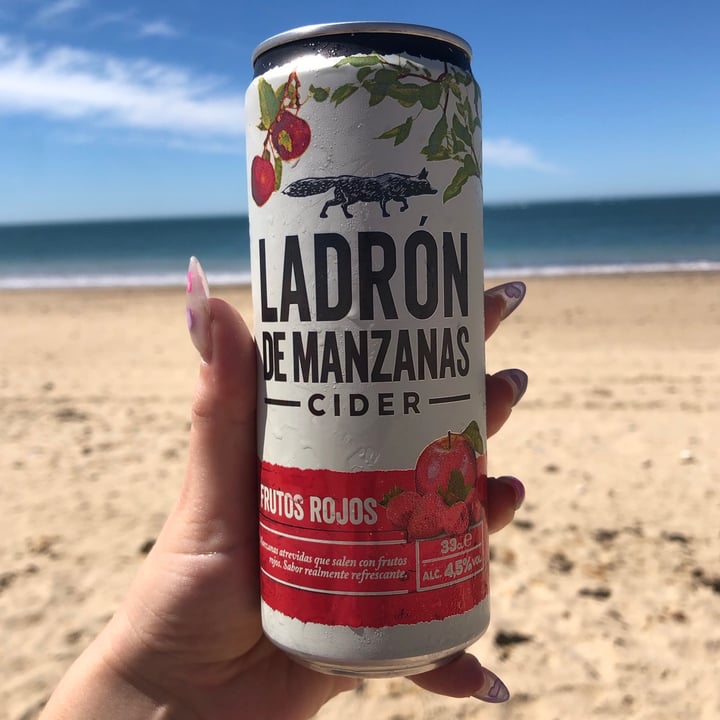 LADRÓN
DE MANZANAS
CIDER
FRUTOS ROJOS
atrevidas que salen con frutos
rojos. Sabor realmente refrescante.
33cl e
ALC. 4,5% VOL.